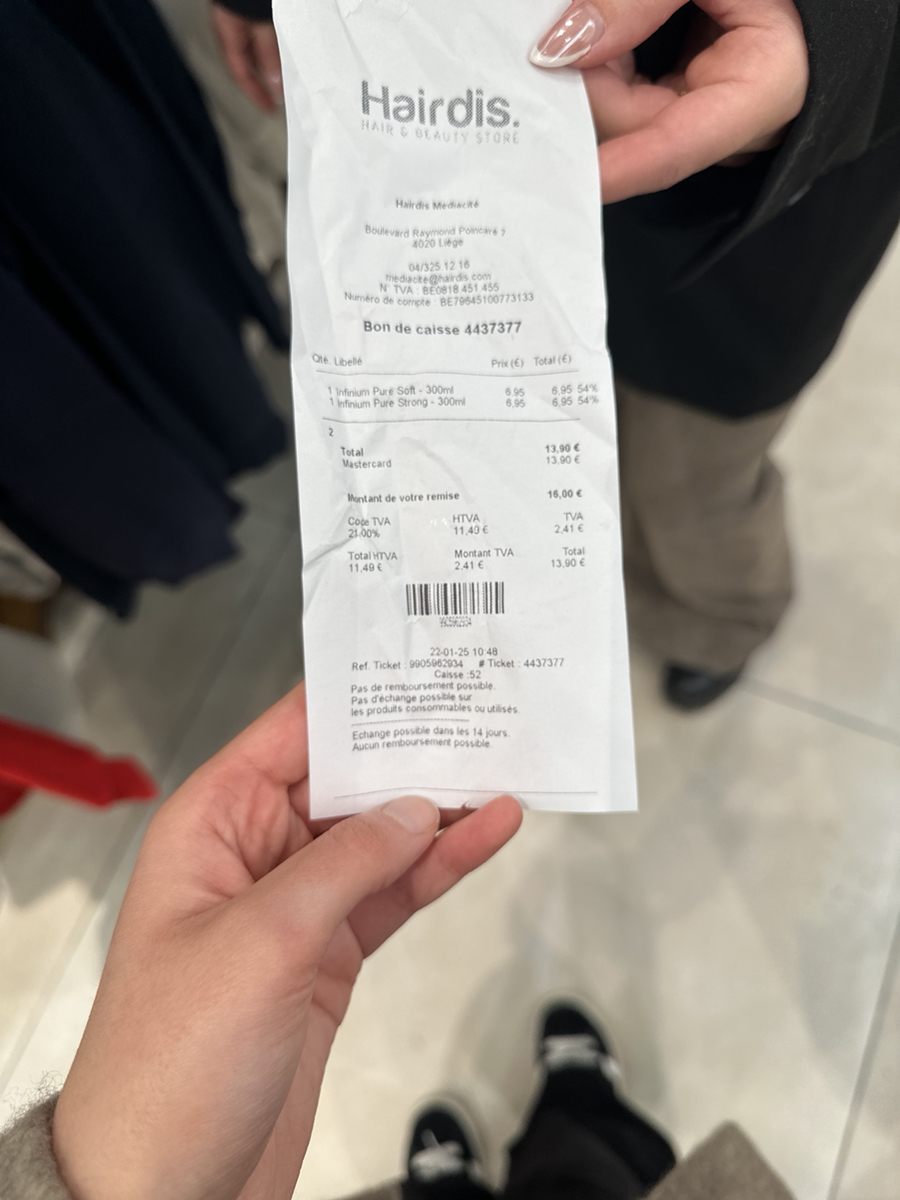 Hairdis.
HAIR & BEAUTY STORE
Hairdis Mediacité
Boulevard Raymond Poincaré 7
4020 Liège
04/325 12 16
mediacite@hairdis.com
N° TVA : BE0818 451 455
Numéro de compte : BE79645100773133
Bon de caisse 4437377
Qté. Libellé Prix (€) Total (€)
1 Infinium Pure Soft - 300ml 6,95 6,95 54%
1 Infinium Pure Strong - 300ml 6,95 6,95 54%
2
Total 13,90 €
Mastercard 13,90 €
Montant de votre remise 16,00 €
Code TVA HTVA TVA
21,00% 11,49 € 2,41 €
Total HTVA Montant TVA Total
11,49 € 2,41 € 13,90 €
9905962934
22-01-25 10:48
Ref. Ticket : 9905962934 # Ticket : 4437377
Caisse :52
Pas de remboursement possible.
Pas d'échange possible sur
les produits consommables ou utilisés.
Echange possible dans les 14 jours.
Aucun remboursement possible.